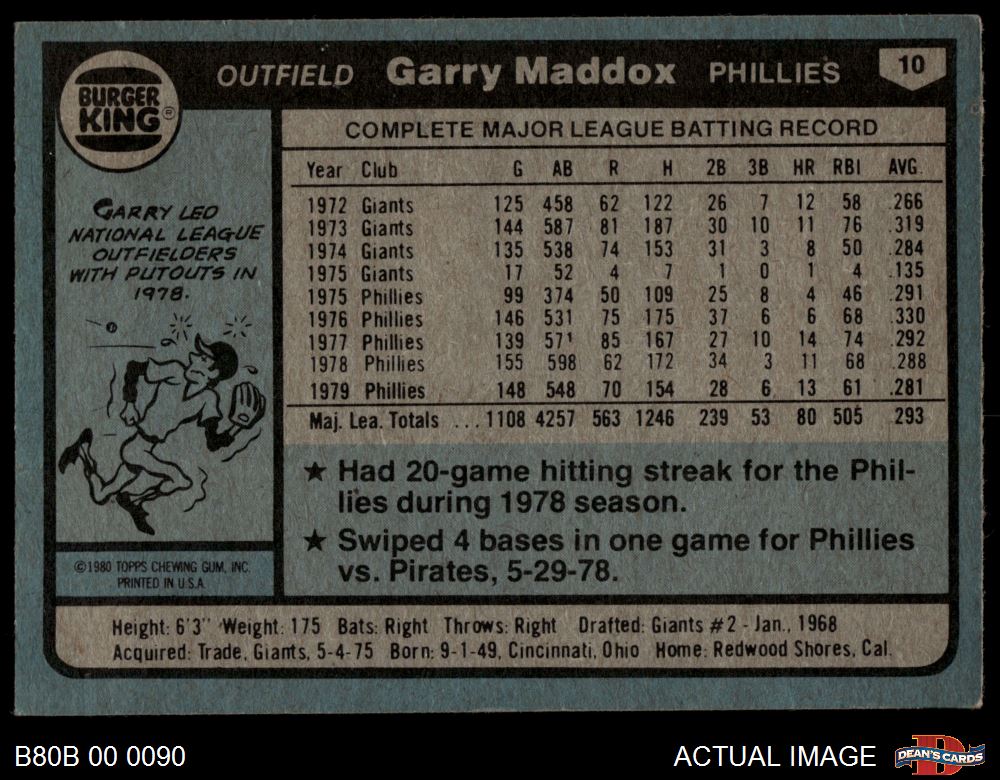 BURGER
KING ®
OUTFIELD Garry Maddox PHILLIES 10
COMPLETE MAJOR LEAGUE BATTING RECORD
Year Club G AB R H 2B 3B HR RBI AVG.
1972 Giants 125 458 62 122 26 7 12 58 .266
1973 Giants 144 587 81 187 30 10 11 76 .319
1974 Giants 135 538 74 153 31 3 8 50 .284
1975 Giants 17 52 4 7 1 0 1 4 .135
1975 Phillies 99 374 50 109 25 8 4 46 .291
1976 Phillies 146 531 75 175 37 6 6 68 .330
1977 Phillies 139 571 85 167 27 10 14 74 .292
1978 Phillies 155 598 62 172 34 3 11 68 .288
1979 Phillies 148 548 70 154 28 6 13 61 .281
Maj. Lea. Totals ... 1108 4257 563 1246 239 53 80 505 .293
GARRY LED
NATIONAL LEAGUE
OUTFIELDERS
WITH PUTOUTS IN
1978.
★ Had 20-game hitting streak for the Phil-
lies during 1978 season.
★ Swiped 4 bases in one game for Phillies
vs. Pirates, 5-29-78.
©1980 TOPPS CHEWING GUM, INC.
PRINTED IN U.S.A.
Height: 6'3" Weight: 175 Bats: Right Throws: Right Drafted: Giants #2 - Jan., 1968
Acquired: Trade, Giants, 5-4-75 Born: 9-1-49, Cincinnati, Ohio Home: Redwood Shores, Cal.
B80B 00 0090
ACTUAL IMAGE
DEAN'S CARDS